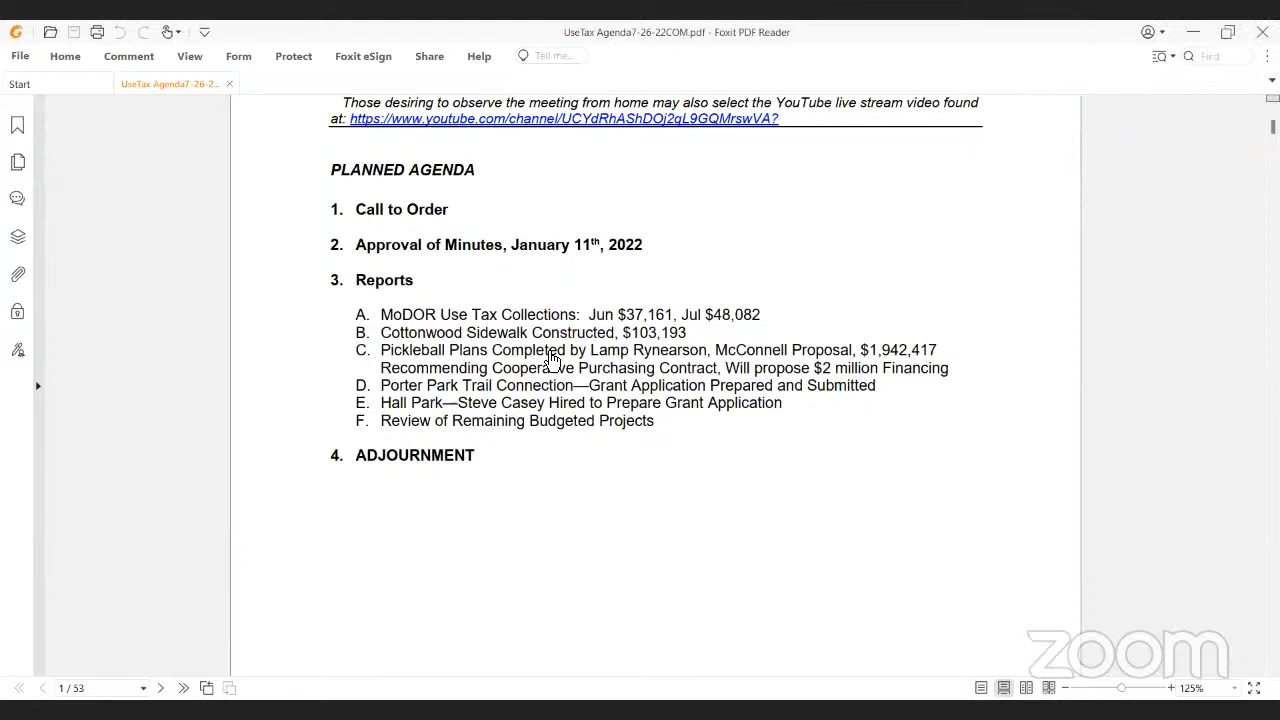 UseTax Agenda7-26-22COM.pdf - Foxit PDF Reader
File Home Comment View Form Protect Foxit eSign Share Help Tell me... Find
Start UseTax Agenda7-26-2...
Those desiring to observe the meeting from home may also select the YouTube live stream video found
at: https://www.youtube.com/channel/UCYdRhAShDOj2qL9GQMrswVA?
PLANNED AGENDA
1. Call to Order
2. Approval of Minutes, January 11th, 2022
3. Reports
A. MoDOR Use Tax Collections: Jun $37,161, Jul $48,082
B. Cottonwood Sidewalk Constructed, $103,193
C. Pickleball Plans Completed by Lamp Rynearson, McConnell Proposal, $1,942,417
Recommending Cooperative Purchasing Contract, Will propose $2 million Financing
D. Porter Park Trail Connection—Grant Application Prepared and Submitted
E. Hall Park—Steve Casey Hired to Prepare Grant Application
F. Review of Remaining Budgeted Projects
4. ADJOURNMENT
zoom
1 / 53 125%